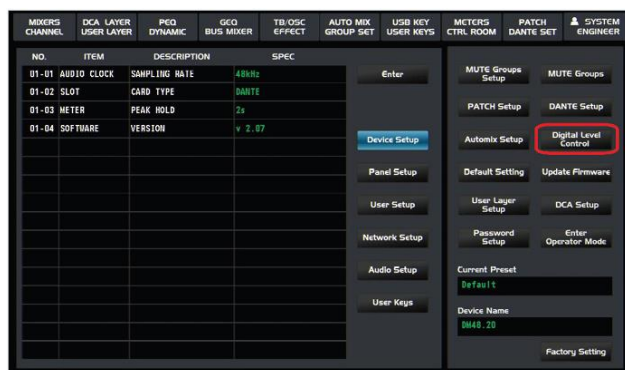 MIXERS CHANNEL
DCA LAYER USER LAYER
PEQ DYNAMIC
GEQ BUS MIXER
TB/OSC EFFECT
AUTO MIX GROUP SET
USB KEY USER KEYS
METERS CTRL ROOM
PATCH DANTE SET
SYSTEM ENGINEER
NO. ITEM DESCRIPTION SPEC
01-01 AUDIO CLOCK SAMPLING RATE 48kHz
01-02 SLOT CARD TYPE DANTE
01-03 METER PEAK HOLD 2s
01-04 SOFTWARE VERSION v 2.07
Enter
Device Setup
Panel Setup
User Setup
Network Setup
Audio Setup
User Keys
MUTE Groups Setup
MUTE Groups
PATCH Setup
DANTE Setup
Automix Setup
Digital Level Control
Default Setting
Update Firmware
User Layer Setup
DCA Setup
Password Setup
Enter Operator Mode
Current Preset
Default
Device Name
DM48.20
Factory Setting